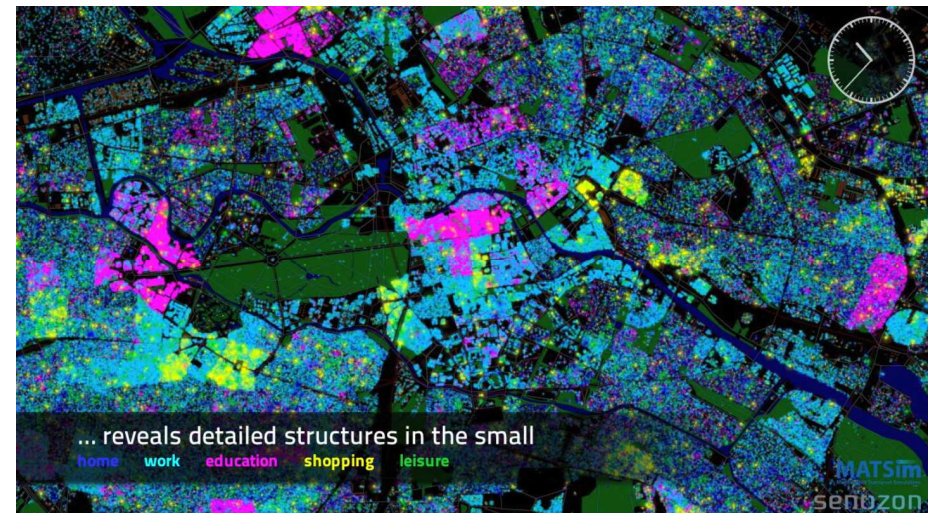 ... reveals detailed structures in the small
home work education shopping leisure
MATSim
senozon